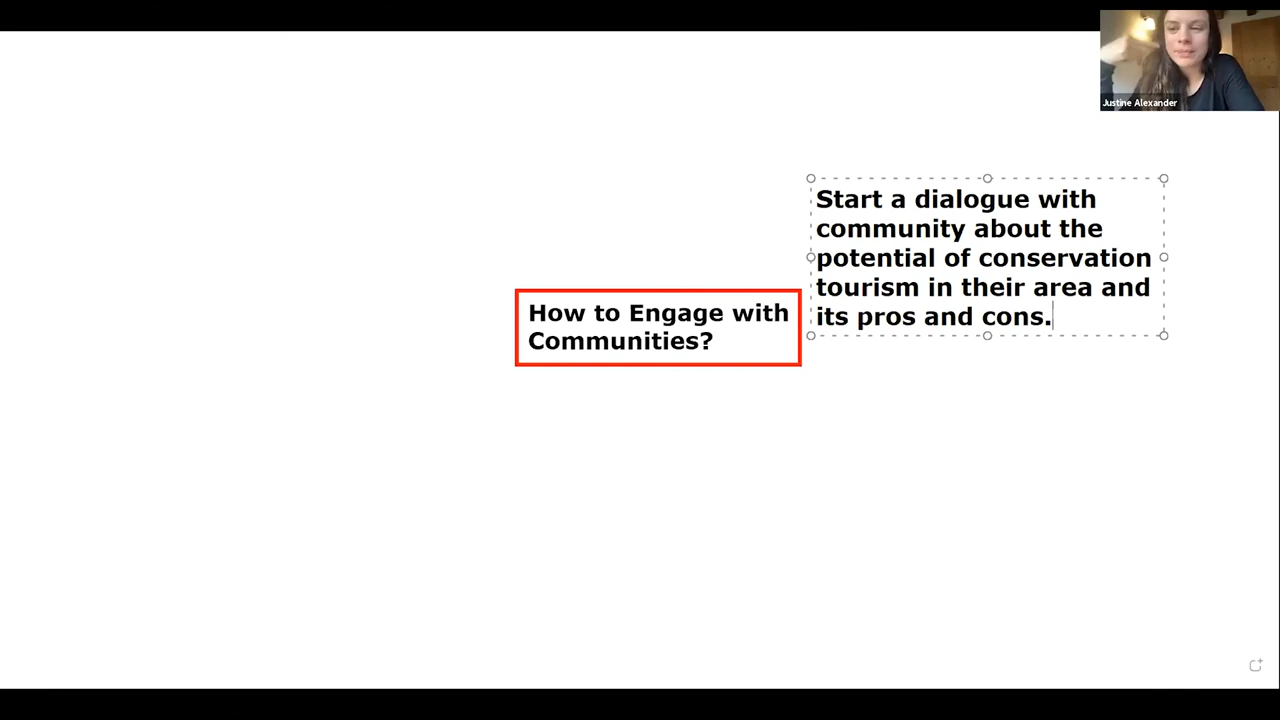 Justine Alexander
Start a dialogue with
community about the
potential of conservation
tourism in their area and
its pros and cons.
How to Engage with
Communities?